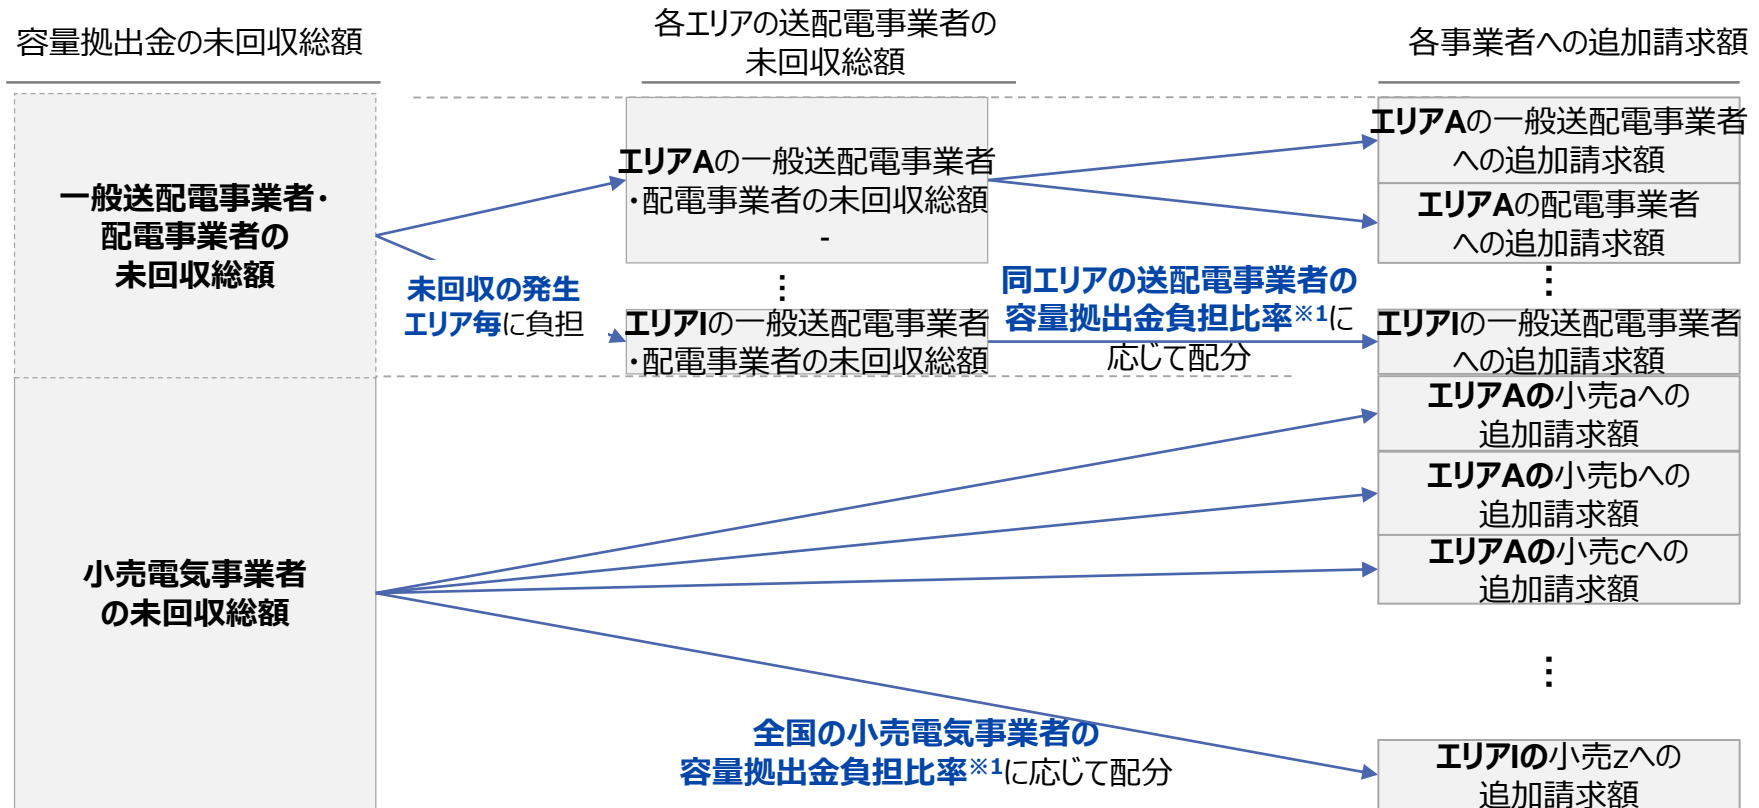 容量拠出金の未回収総額
各エリアの送配電事業者の
未回収総額
各事業者への追加請求額
一般送配電事業者・
配電事業者の
未回収総額
未回収の発生
エリア毎に負担
エリアAの一般送配電事業者
・配電事業者の未回収総額
-
⋮
エリアIの一般送配電事業者
・配電事業者の未回収総額
同エリアの送配電事業者の
容量拠出金負担比率※1に
応じて配分
エリアAの一般送配電事業者
への追加請求額
エリアAの配電事業者
への追加請求額
⋮
エリアIの一般送配電事業者
への追加請求額
小売電気事業者
の未回収総額
全国の小売電気事業者の
容量拠出金負担比率※1に応じて配分
エリアAの小売aへの
追加請求額
エリアAの小売bへの
追加請求額
エリアAの小売cへの
追加請求額
⋮
エリアIの小売zへの
追加請求額